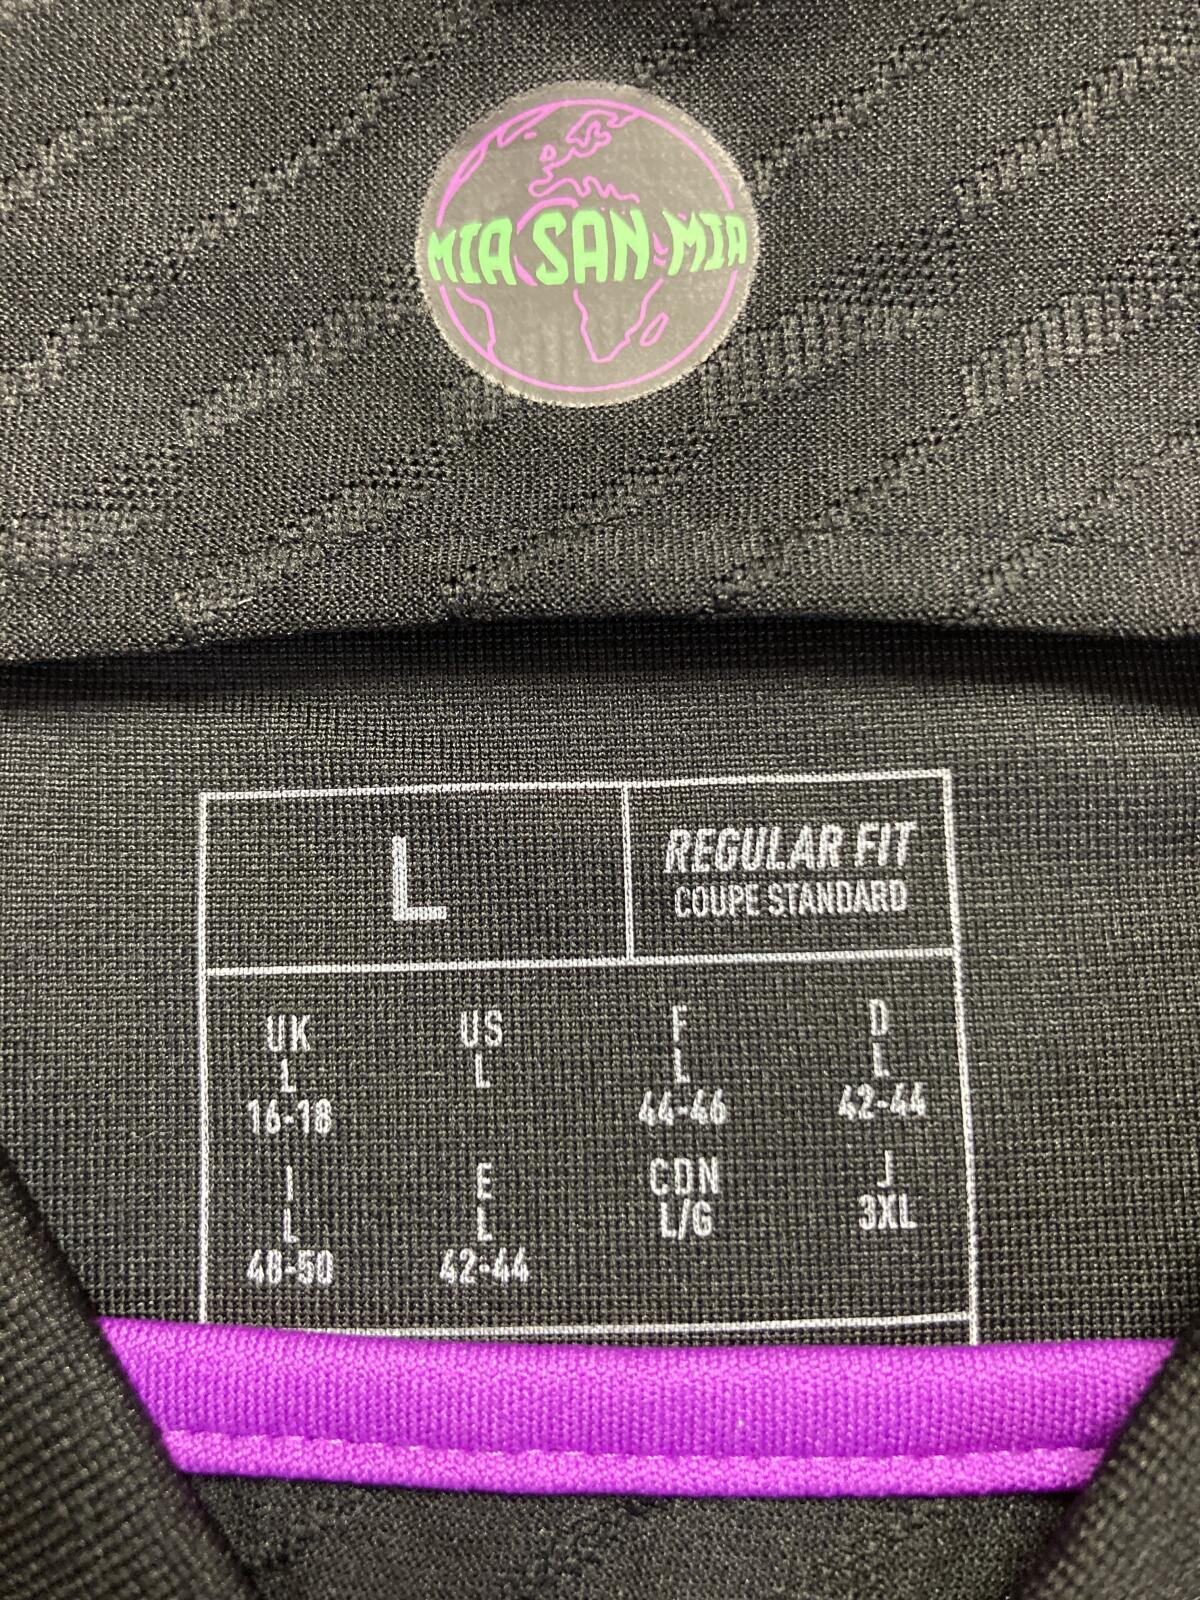 MIA SAN MIA
L
REGULAR FIT
COUPE STANDARD
UK US F D
L L L L
16-18 44-46 42-44
I E CDN J
L L L/G 3XL
48-50 42-44